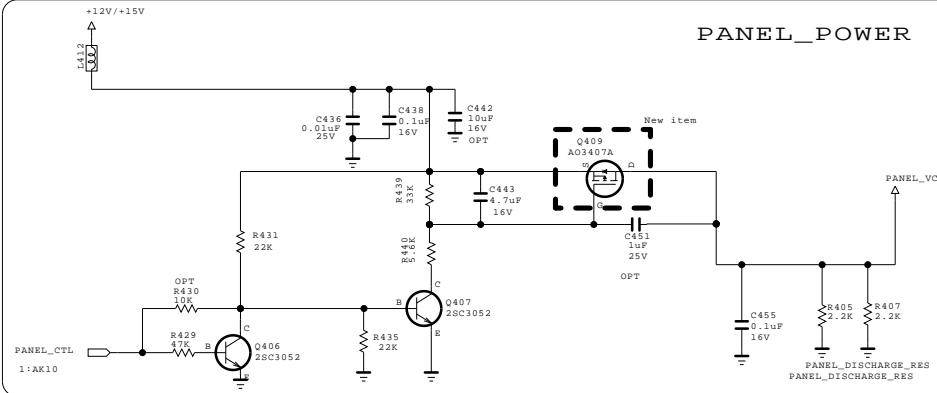 +12V/+15V
PANEL_POWER
L412
C436
0.01uF
25V
C438
0.1uF
16V
C442
10uF
16V
OPT
New item
Q409
AO3407A
S
D
G
PANEL_VC
R439
33K
C443
4.7uF
16V
R431
22K
R440
5.6K
C451
1uF
25V
OPT
OPT
R430
10K
C
B
Q407
2SC3052
E
R429
47K
B
C
Q406
2SC3052
E
R435
22K
C455
0.1uF
16V
R405
2.2K
R407
2.2K
PANEL_CTL
1:AK10
PANEL_DISCHARGE_RES
PANEL_DISCHARGE_RES